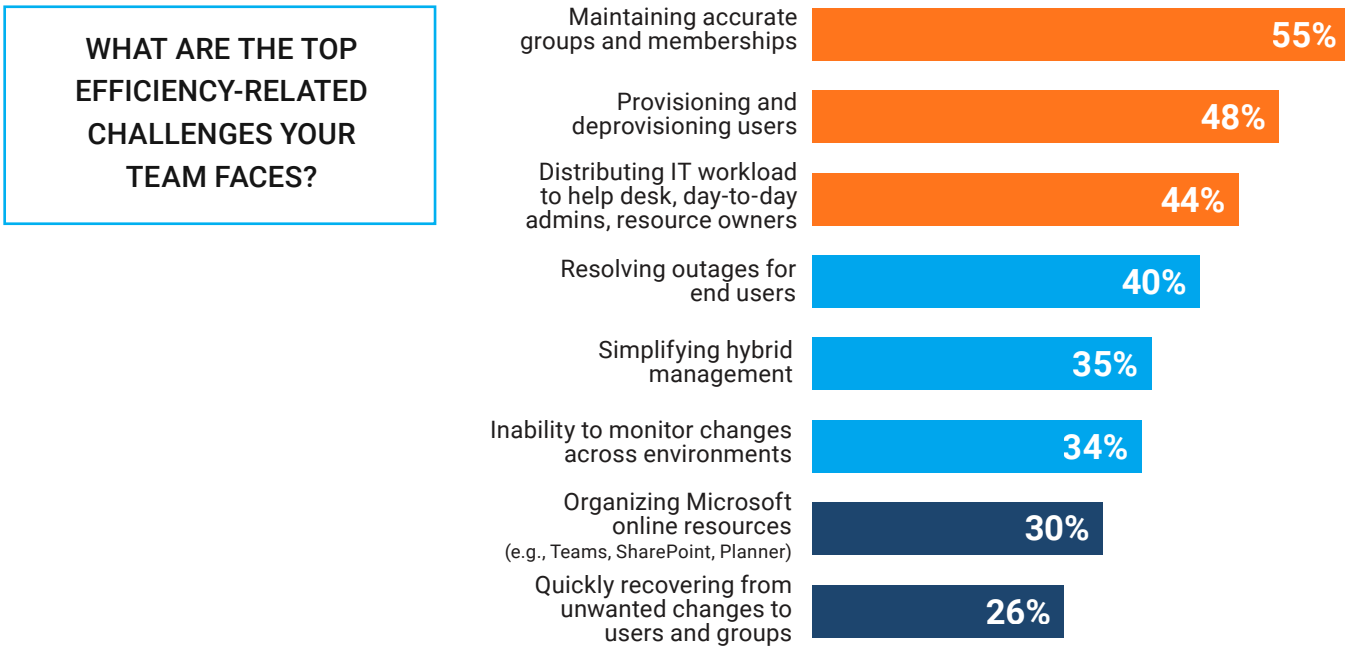 WHAT ARE THE TOP
EFFICIENCY-RELATED
CHALLENGES YOUR
TEAM FACES?
Maintaining accurate
groups and memberships
55%
Provisioning and
deprovisioning users
48%
Distributing IT workload
to help desk, day-to-day
admins, resource owners
44%
Resolving outages for
end users
40%
Simplifying hybrid
management
35%
Inability to monitor changes
across environments
34%
Organizing Microsoft
online resources
(e.g., Teams, SharePoint, Planner)
30%
Quickly recovering from
unwanted changes to
users and groups
26%